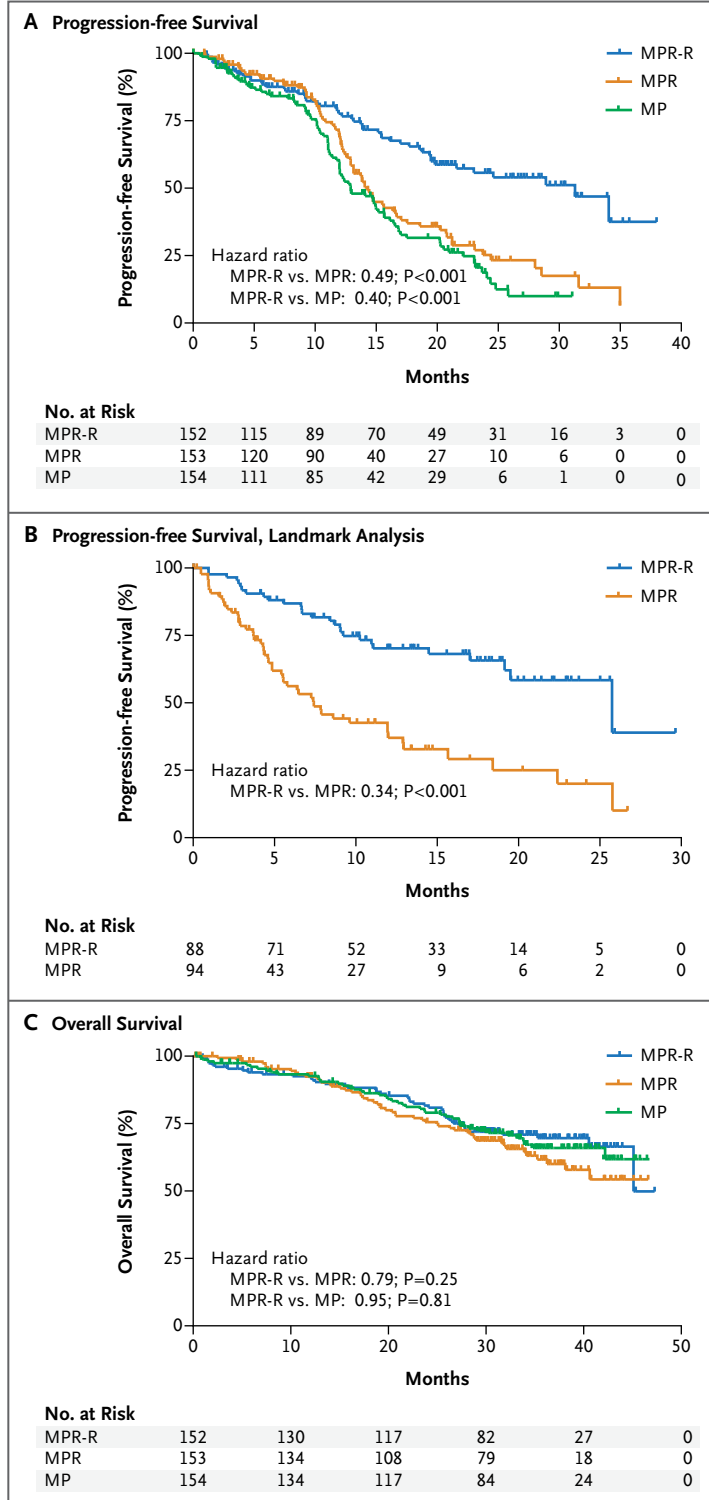 A Progression-free Survival
Progression-free Survival (%)
100
75
50
25
0
MPR-R
MPR
MP
Hazard ratio
MPR-R vs. MPR: 0.49; P<0.001
MPR-R vs. MP: 0.40; P<0.001
0 5 10 15 20 25 30 35 40
Months
No. at Risk
MPR-R 152 115 89 70 49 31 16 3 0
MPR 153 120 90 40 27 10 6 0 0
MP 154 111 85 42 29 6 1 0 0
B Progression-free Survival, Landmark Analysis
Progression-free Survival (%)
100
75
50
25
0
MPR-R
MPR
Hazard ratio
MPR-R vs. MPR: 0.34; P<0.001
0 5 10 15 20 25 30
Months
No. at Risk
MPR-R 88 71 52 33 14 5 0
MPR 94 43 27 9 6 2 0
C Overall Survival
Overall Survival (%)
100
75
50
25
0
MPR-R
MPR
MP
Hazard ratio
MPR-R vs. MPR: 0.79; P=0.25
MPR-R vs. MP: 0.95; P=0.81
0 10 20 30 40 50
Months
No. at Risk
MPR-R 152 130 117 82 27 0
MPR 153 134 108 79 18 0
MP 154 134 117 84 24 0